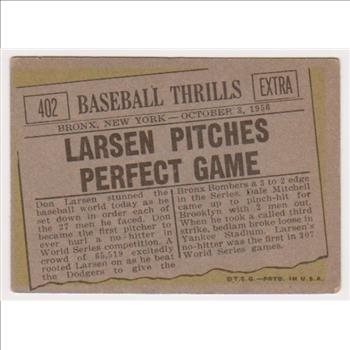 402
BASEBALL THRILLS
EXTRA
BRONX, NEW YORK — OCTOBER 8, 1956
LARSEN PITCHES
PERFECT GAME
Don Larsen stunned the
baseball world today as he
set down in order each of
the 27 men he faced. Don
became the first pitcher to
ever hurl a no-hitter in
World Series competition. A
crowd of 65,519 excitedly
rooted Larsen on as he beat
the Dodgers to give the
Bronx Bombers a 3 to 2 edge
in the Series. Dale Mitchell
came up to pinch-hit for
Brooklyn with 2 men out.
When he took a called third
strike, bedlam broke loose in
Yankee Stadium. Larsen's
no-hitter was the first in 307
World Series games.
©T.C.G.—PRTD. IN U.S.A.